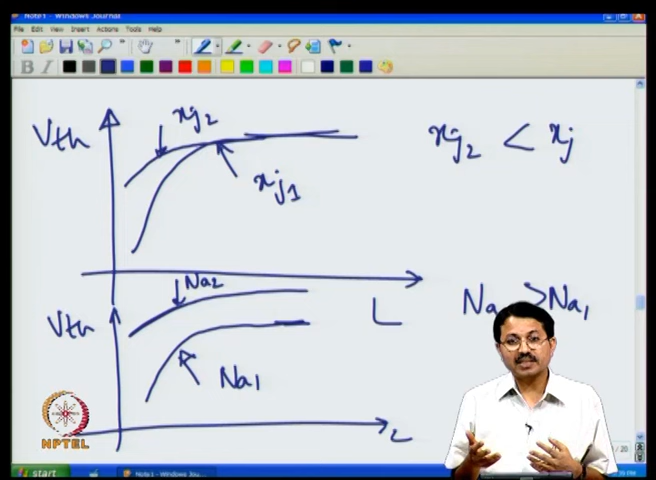 Note1 - Windows Journal
File Edit View Insert Actions Tools Help
B I
Vth
xj2
xj1
xj2 < xj
L
Vth
Na2
Na1
Na > Na1
L
NPTEL
start
Note1 - Windows Jou...
/ 20